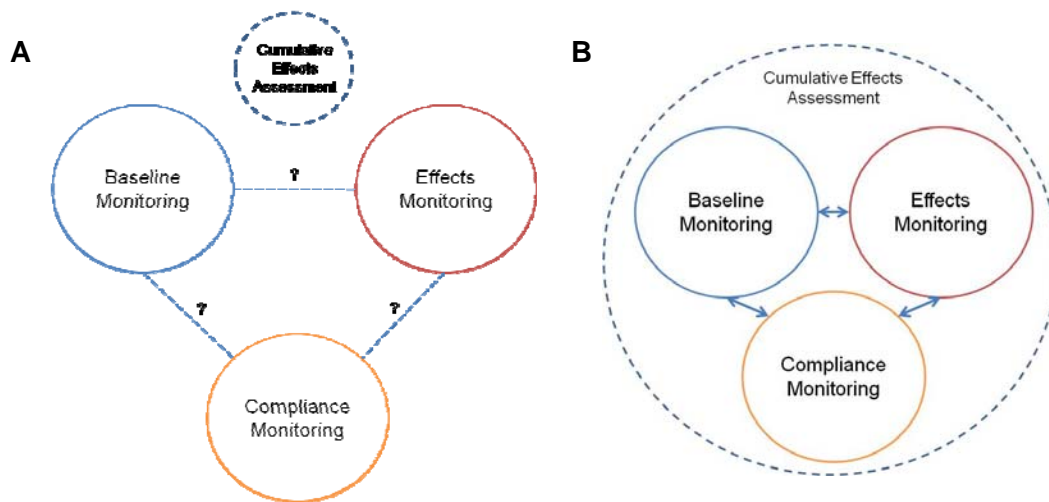 A
Cumulative
Effects
Assessment
Baseline
Monitoring
?
Effects
Monitoring
?
?
Compliance
Monitoring
B
Cumulative Effects
Assessment
Baseline
Monitoring
Effects
Monitoring
Compliance
Monitoring